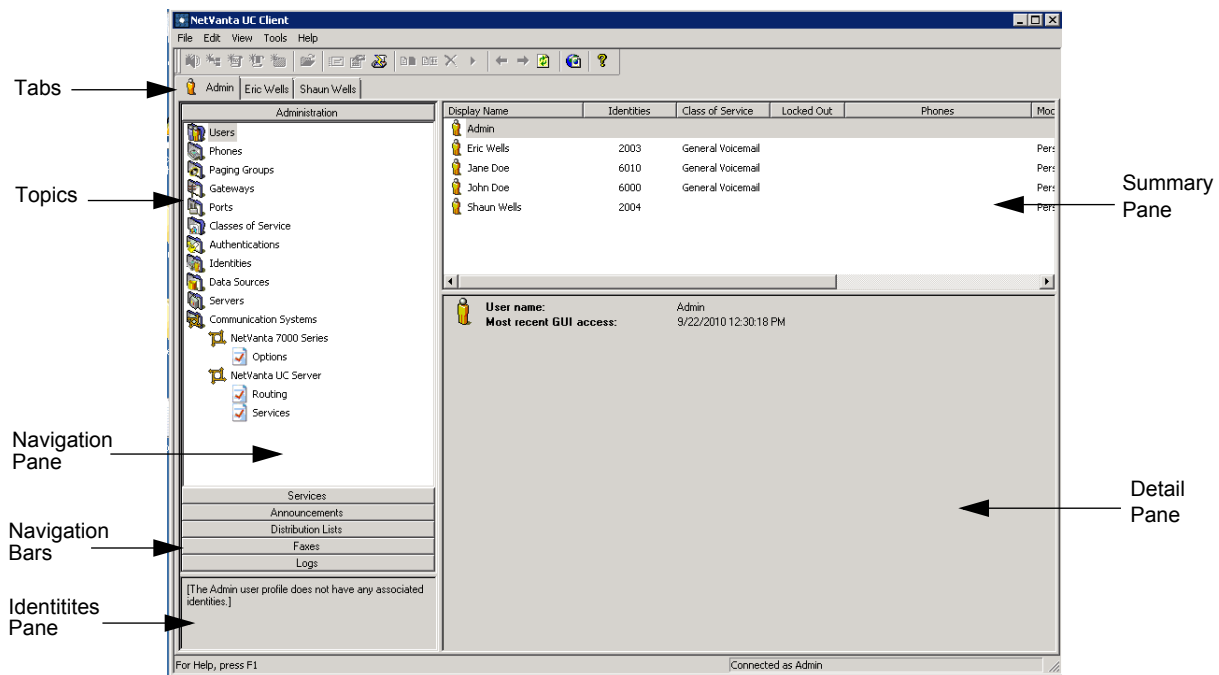 NetVanta UC Client
File Edit View Tools Help
Tabs
Admin Eric Wells Shaun Wells
Administration
Users
Phones
Paging Groups
Gateways
Ports
Classes of Service
Authentications
Identities
Data Sources
Servers
Communication Systems
NetVanta 7000 Series
Options
NetVanta UC Server
Routing
Services
Topics
Navigation
Pane
Services
Announcements
Distribution Lists
Faxes
Logs
Navigation
Bars
[The Admin user profile does not have any associated
identities.]
Identitites
Pane
Display Name Identities Class of Service Locked Out Phones Moc
Admin
Eric Wells 2003 General Voicemail Pers
Jane Doe 6010 General Voicemail Pers
John Doe 6000 General Voicemail Pers
Shaun Wells 2004 Pers
Summary
Pane
User name: Admin
Most recent GUI access: 9/22/2010 12:30:18 PM
Detail
Pane
For Help, press F1 Connected as Admin